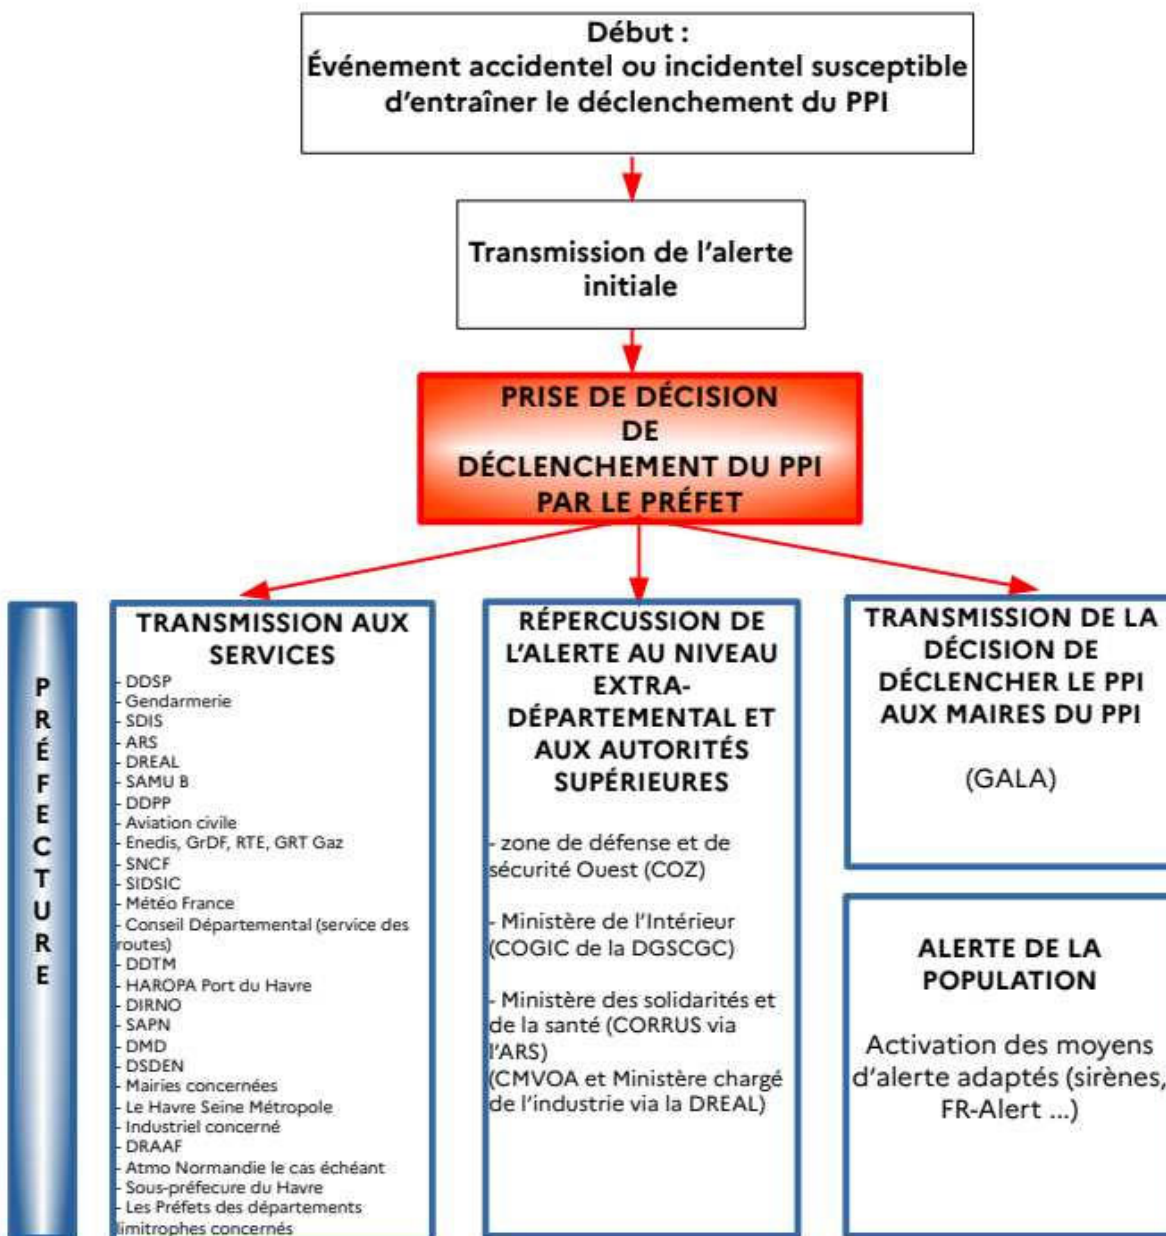 Début :
Événement accidentel ou incidentel susceptible
d'entraîner le déclenchement du PPI
Transmission de l'alerte
initiale
PRISE DE DÉCISION
DE
DÉCLENCHEMENT DU PPI
PAR LE PRÉFET
P
R
É
F
E
C
T
U
R
E
TRANSMISSION AUX
SERVICES
- DDSP
- Gendarmerie
- SDIS
- ARS
- DREAL
- SAMU B
- DDPP
- Aviation civile
- Enedis, GrDF, RTE, GRT Gaz
- SNCF
- SIDSIC
- Météo France
- Conseil Départemental (service des
routes)
- DDTM
- HAROPA Port du Havre
- DIRNO
- SAPN
- DMD
- DSDEN
- Mairies concernées
- Le Havre Seine Métropole
- Industriel concerné
- DRAAF
- Atmo Normandie le cas échéant
- Sous-préfecure du Havre
- Les Préfets des départements
limitrophes concernés
RÉPERCUSSION DE
L'ALERTE AU NIVEAU
EXTRA-
DÉPARTEMENTAL ET
AUX AUTORITÉS
SUPÉRIEURES
- zone de défense et de
sécurité Ouest (COZ)
- Ministère de l'Intérieur
(COGIC de la DGSCGC)
- Ministère des solidarités et
de la santé (CORRUS via
l'ARS)
(CMVOA et Ministère chargé
de l'industrie via la DREAL)
TRANSMISSION DE LA
DÉCISION DE
DÉCLENCHER LE PPI
AUX MAIRES DU PPI
(GALA)
ALERTE DE LA
POPULATION
Activation des moyens
d'alerte adaptés (sirènes,
FR-Alert ...)